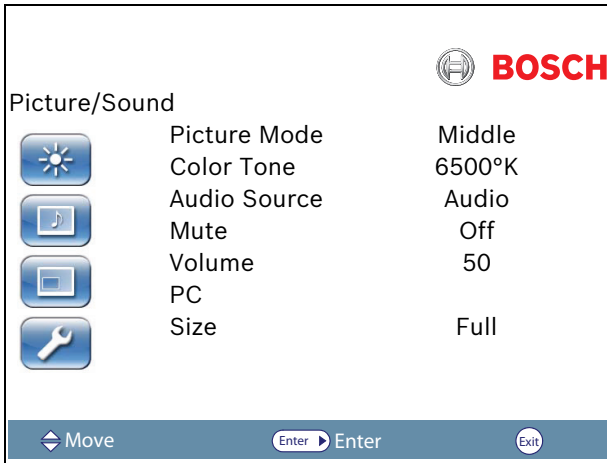 BOSCH
Picture/Sound
Picture Mode Middle
Color Tone 6500°K
Audio Source Audio
Mute Off
Volume 50
PC
Size Full
Move Enter Enter Exit